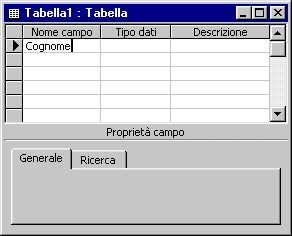 Tabella1 : Tabella
Nome campo Tipo dati Descrizione
Cognome
Proprietà campo
Generale Ricerca